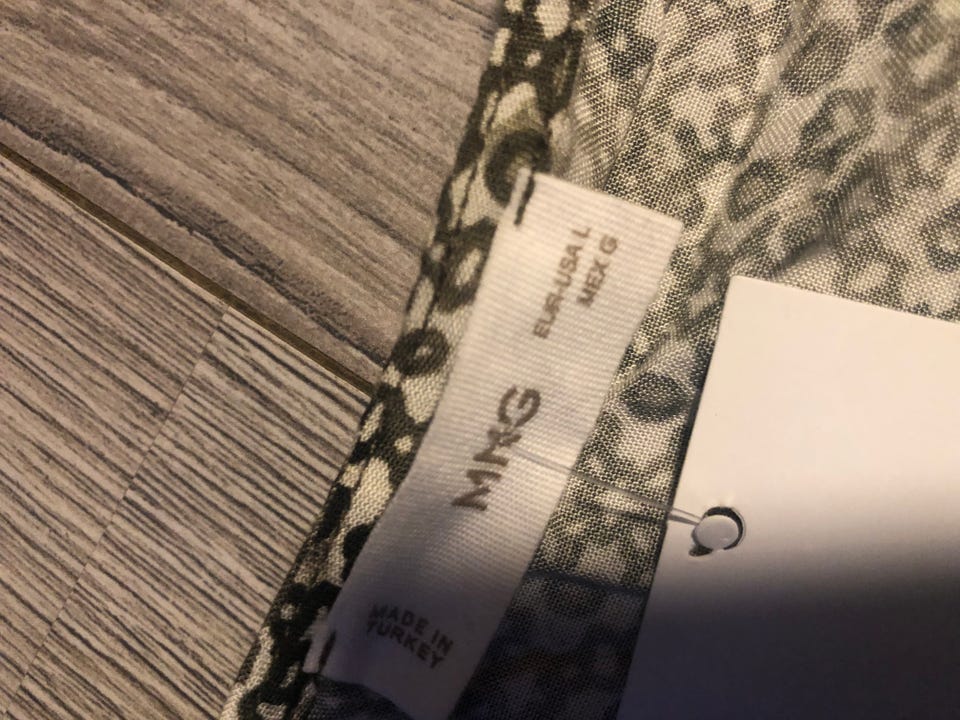 EUR-USA L
MEX G
MNG
MADE IN
TURKEY